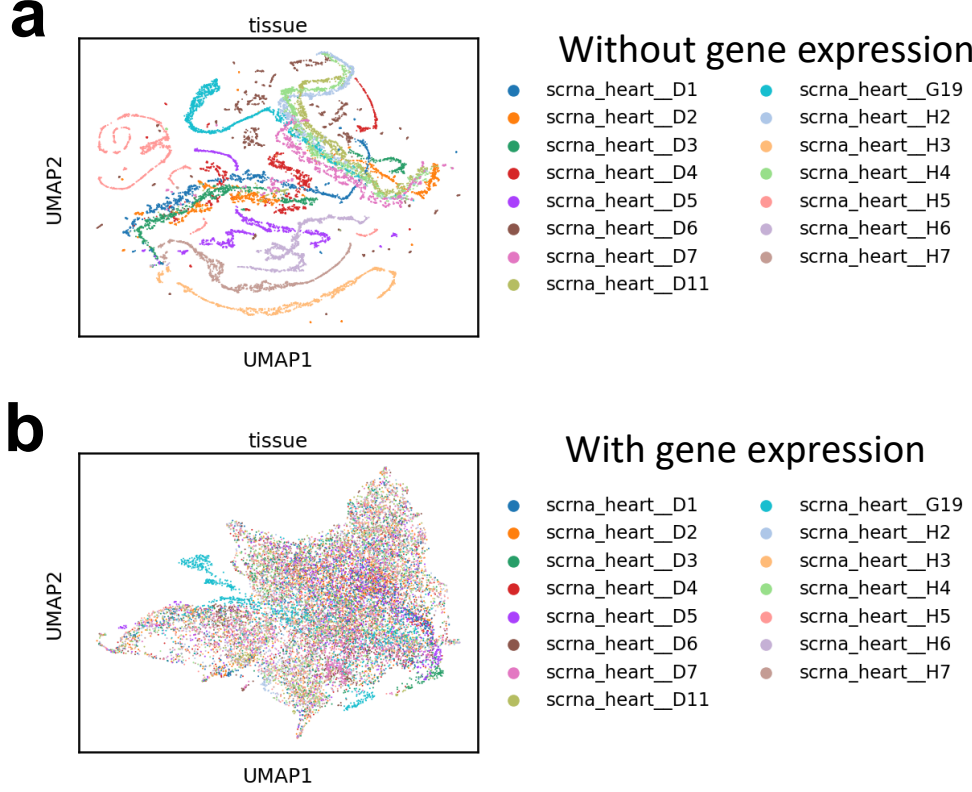 a
tissue
UMAP2
UMAP1
Without gene expression
scrna_heart__D1
scrna_heart__D2
scrna_heart__D3
scrna_heart__D4
scrna_heart__D5
scrna_heart__D6
scrna_heart__D7
scrna_heart__D11
scrna_heart__G19
scrna_heart__H2
scrna_heart__H3
scrna_heart__H4
scrna_heart__H5
scrna_heart__H6
scrna_heart__H7
b
tissue
UMAP2
UMAP1
With gene expression
scrna_heart__D1
scrna_heart__D2
scrna_heart__D3
scrna_heart__D4
scrna_heart__D5
scrna_heart__D6
scrna_heart__D7
scrna_heart__D11
scrna_heart__G19
scrna_heart__H2
scrna_heart__H3
scrna_heart__H4
scrna_heart__H5
scrna_heart__H6
scrna_heart__H7